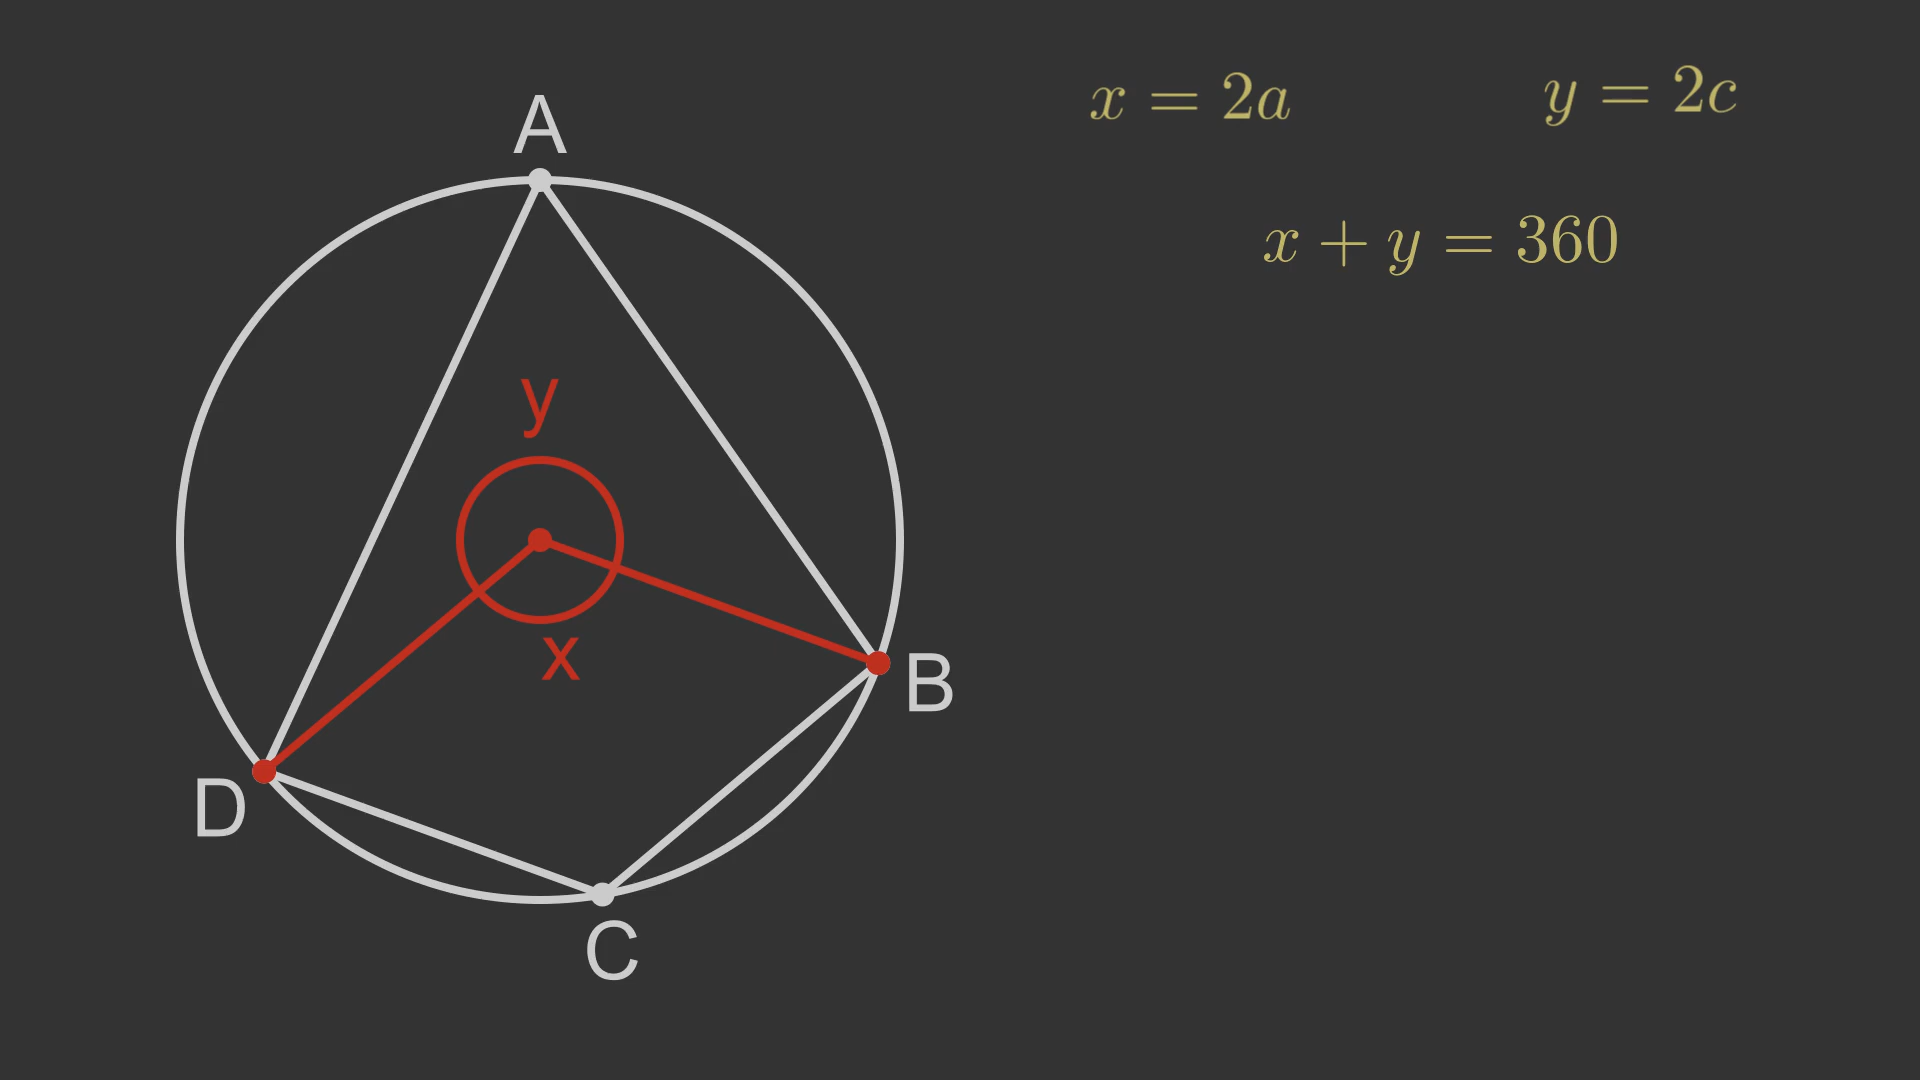 x = 2a
y = 2c
A
x + y = 360
y
x
B
D
C